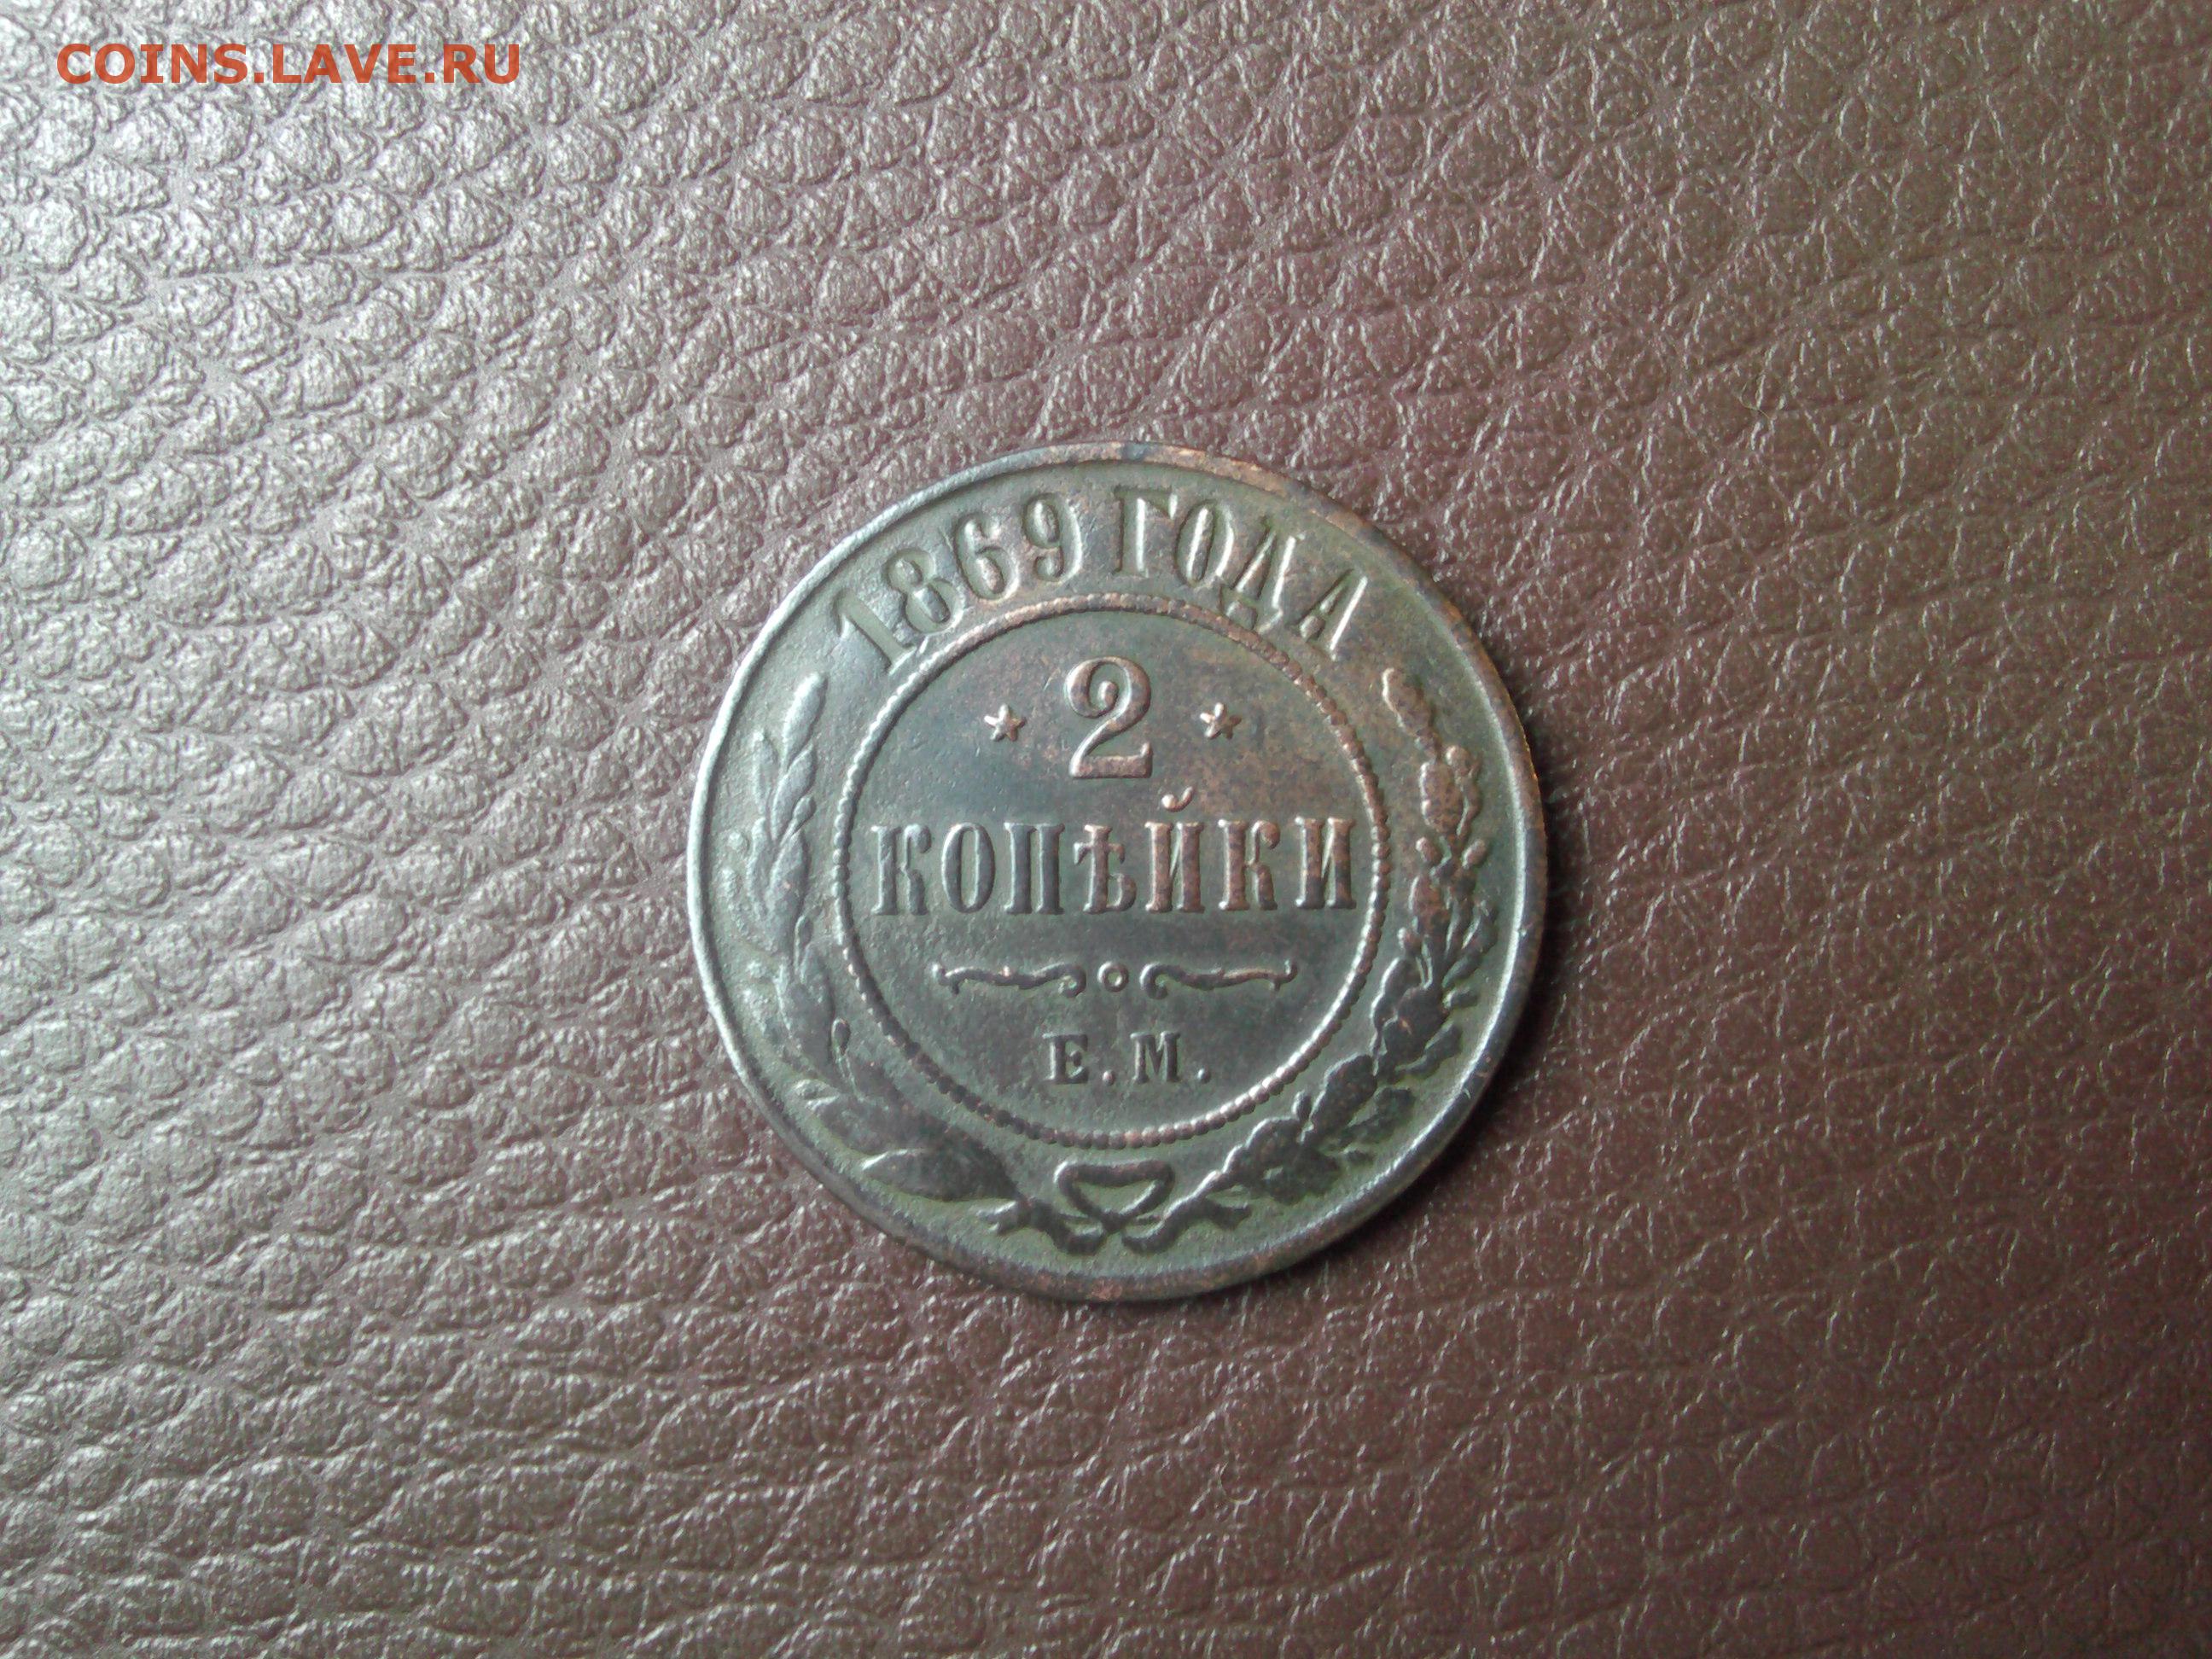 COINS.LAVE.RU
1869 ГОДА
* 2 *
КОПѢЙКИ
Е.М.